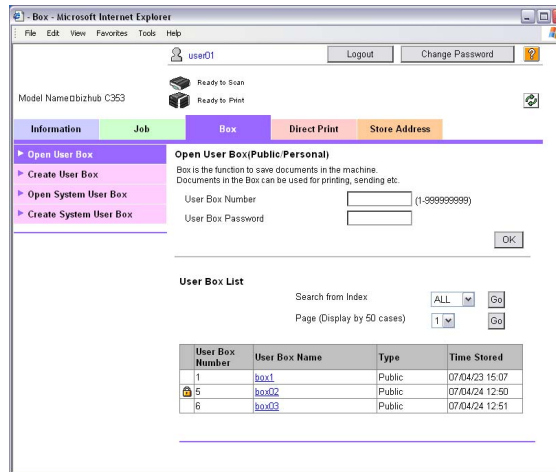 - Box - Microsoft Internet Explorer
File Edit View Favorites Tools Help
user01 Logout Change Password ?
Ready to Scan
Model Name:bizhub C353 Ready to Print
Information Job Box Direct Print Store Address
Open User Box
Create User Box
Open System User Box
Create System User Box
Open User Box(Public/Personal)
Box is the function to save documents in the machine.
Documents in the Box can be used for printing, sending etc.
User Box Number (1-999999999)
User Box Password
OK
User Box List
Search from Index ALL Go
Page (Display by 50 cases) 1 Go
User Box Number User Box Name Type Time Stored
1 box1 Public 07/04/23 15:07
5 box02 Public 07/04/24 12:50
6 box03 Public 07/04/24 12:51